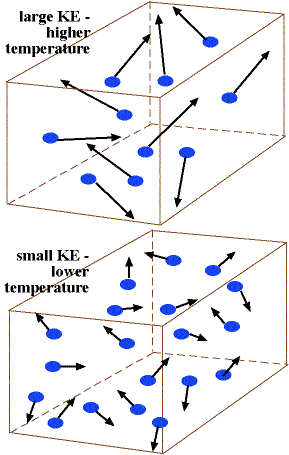 large KE -
higher
temperature
small KE -
lower
temperature